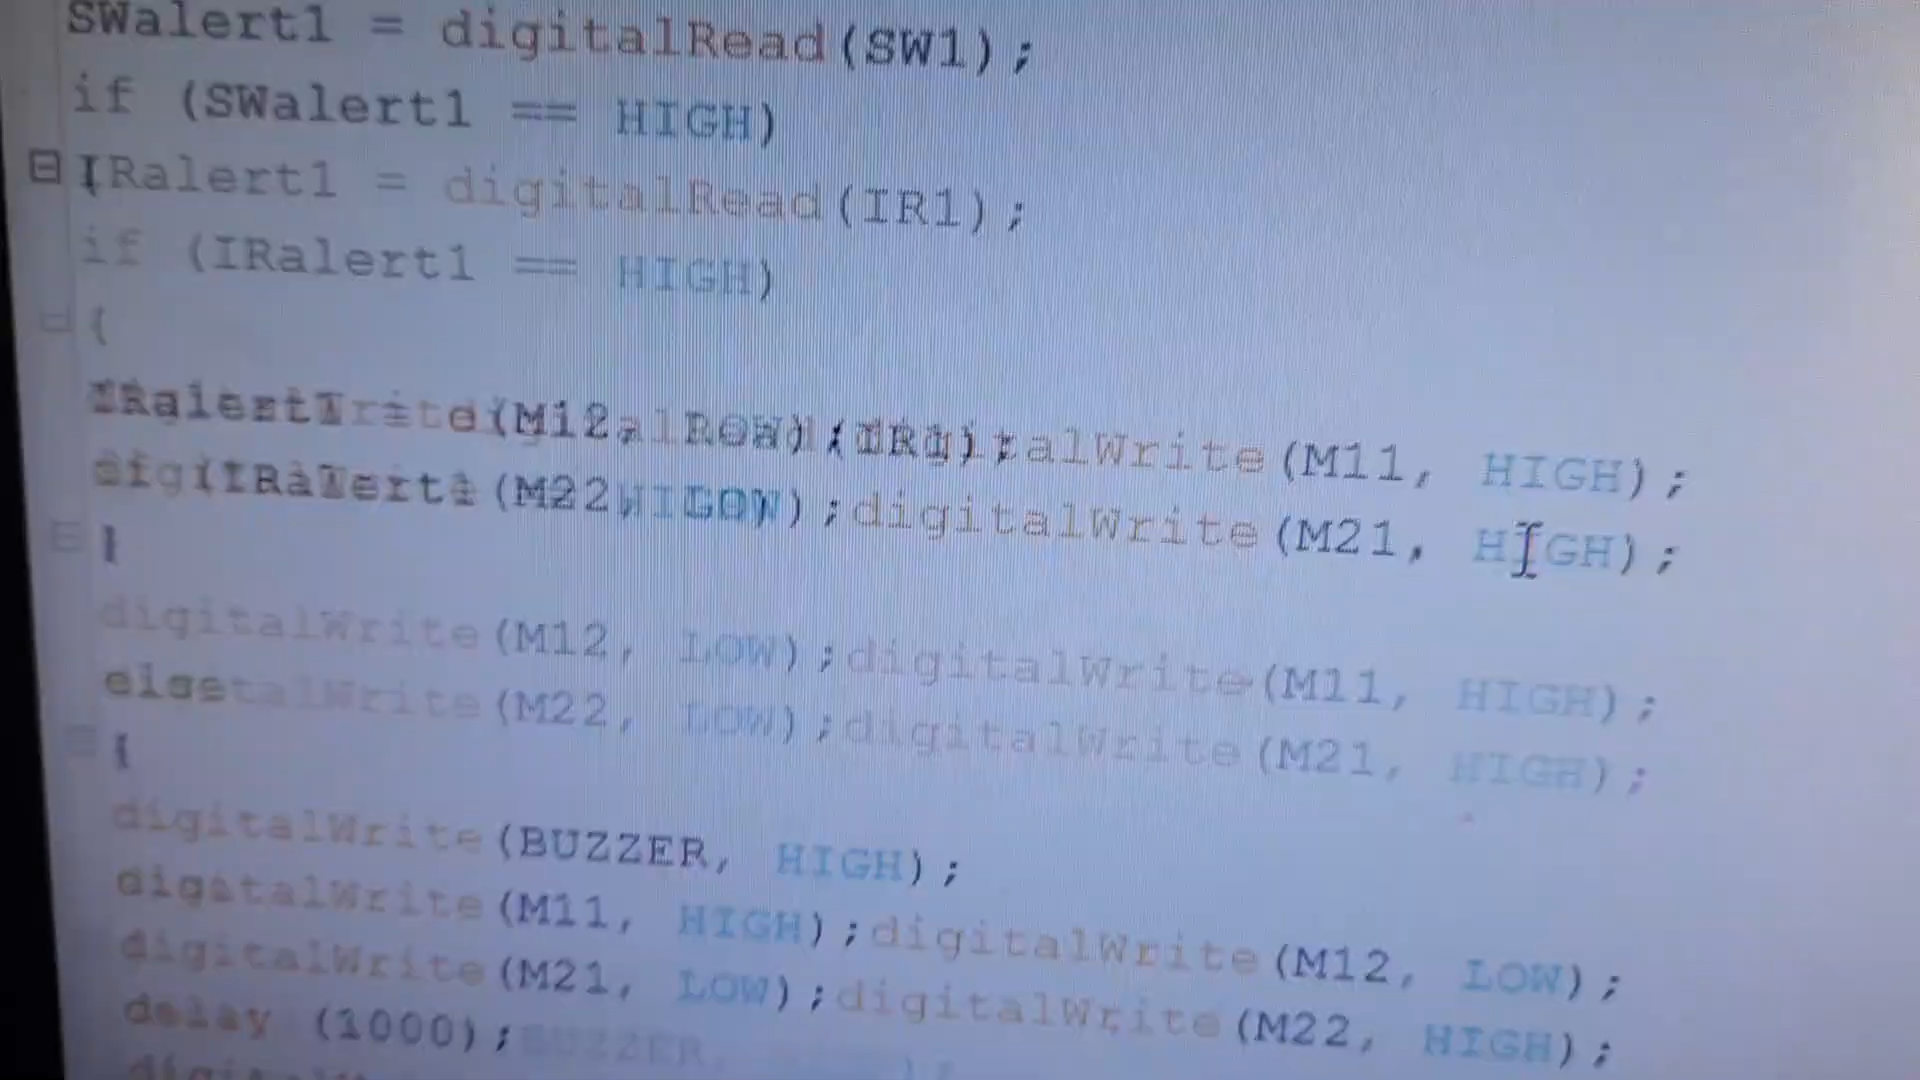 SWalert1 = digitalRead(SW1);
if (SWalert1 == HIGH)
IRalert1 = digitalRead(IR1);
if (IRalert1 == HIGH)
{
digitalWrite(M11, HIGH);
digitalWrite(M21, HIGH);
}
digitalWrite(M12, LOW);digitalWrite(M11, HIGH);
(M22, LOW);digitalWrite(M21, HIGH);
{
digitalWrite(BUZZER, HIGH);
digitalWrite(M11, HIGH);digitalWrite(M12, LOW);
digitalWrite(M21, LOW);digitalWrite(M22, HIGH);
delay (1000);